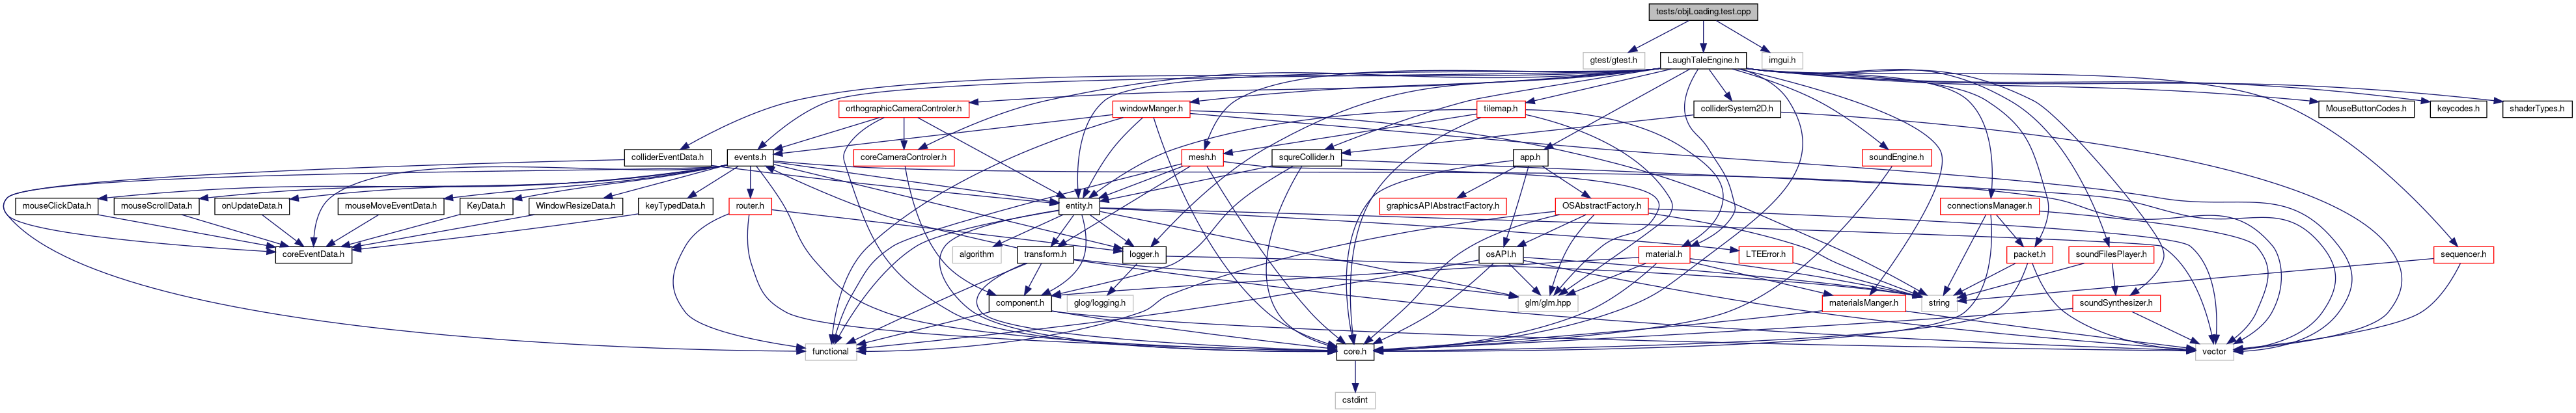 tests/objLoading.test.cpp
gtest/gtest.h
LaughTaleEngine.h
imgui.h
orthographicCameraControler.h
windowManger.h
tilemap.h
colliderSystem2D.h
MouseButtonCodes.h
keycodes.h
shaderTypes.h
colliderEventData.h
events.h
coreCameraControler.h
mesh.h
squreCollider.h
app.h
soundEngine.h
mouseClickData.h
mouseScrollData.h
onUpdateData.h
mouseMoveEventData.h
KeyData.h
WindowResizeData.h
keyTypedData.h
router.h
entity.h
graphicsAPIAbstractFactory.h
OSAbstractFactory.h
connectionsManager.h
coreEventData.h
algorithm
transform.h
logger.h
osAPI.h
material.h
LTEError.h
packet.h
soundFilesPlayer.h
sequencer.h
component.h
glog/logging.h
glm/glm.hpp
materialsManger.h
string
soundSynthesizer.h
functional
core.h
vector
cstdint